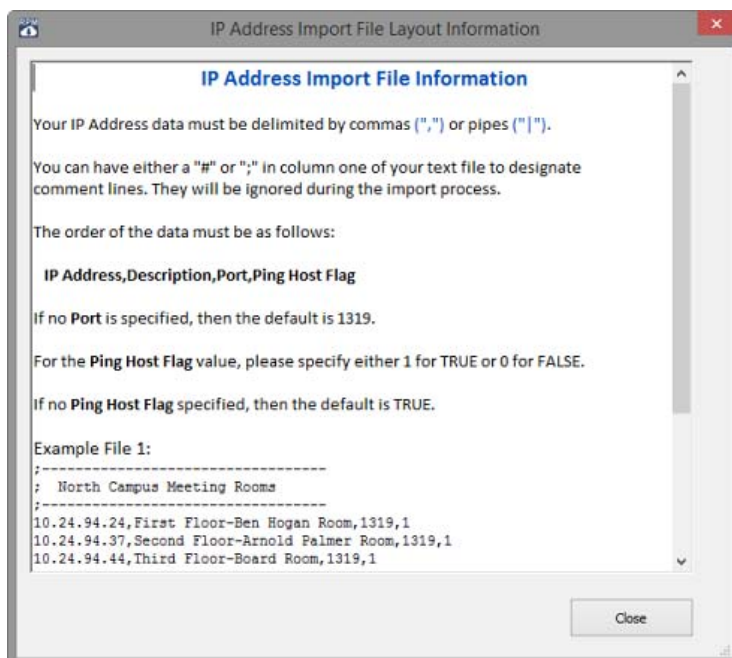 IP Address Import File Layout Information
IP Address Import File Information
Your IP Address data must be delimited by commas (",") or pipes ("|").
You can have either a "#" or ";" in column one of your text file to designate
comment lines. They will be ignored during the import process.
The order of the data must be as follows:
IP Address,Description,Port,Ping Host Flag
If no Port is specified, then the default is 1319.
For the Ping Host Flag value, please specify either 1 for TRUE or 0 for FALSE.
If no Ping Host Flag specified, then the default is TRUE.
Example File 1:
;----------------------------------
;  North Campus Meeting Rooms
;----------------------------------
10.24.94.24,First Floor-Ben Hogan Room,1319,1
10.24.94.37,Second Floor-Arnold Palmer Room,1319,1
10.24.94.44,Third Floor-Board Room,1319,1
Close